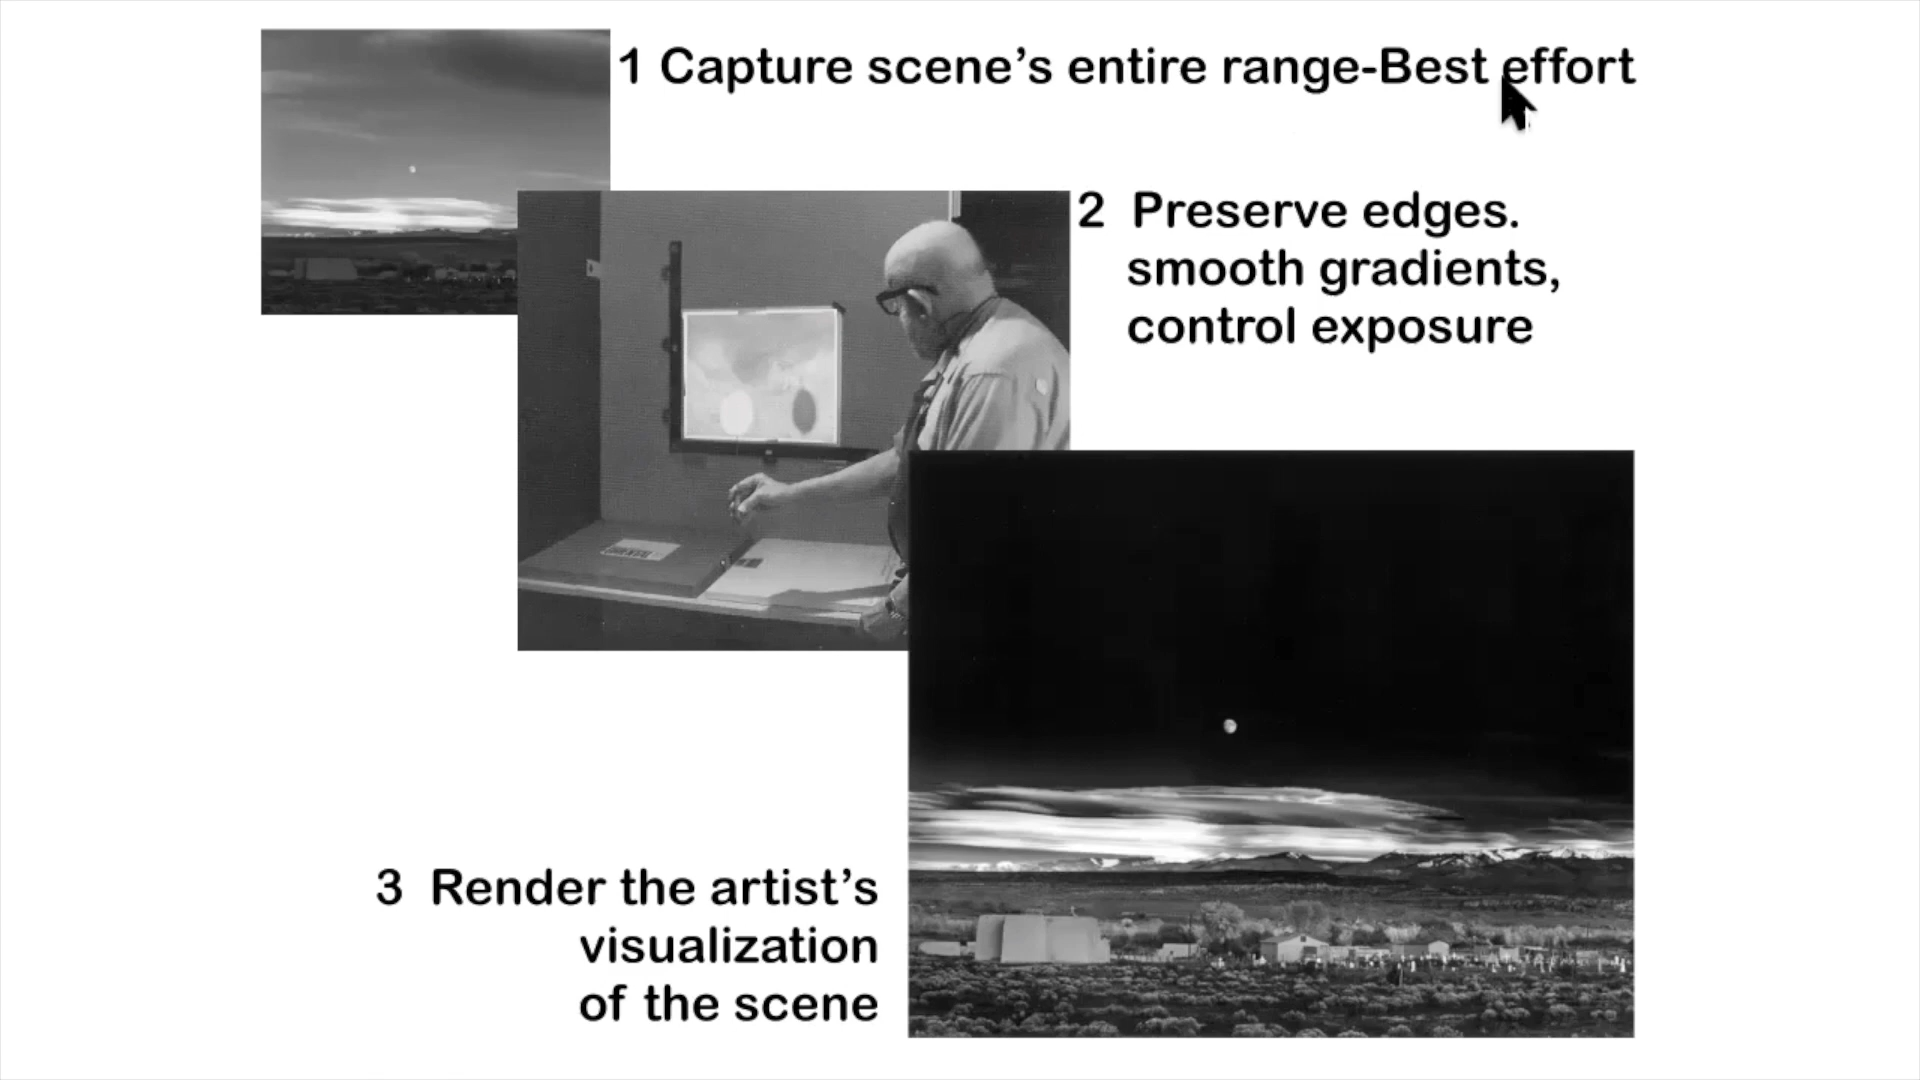 1 Capture scene’s entire range-Best effort
2 Preserve edges.
smooth gradients,
control exposure
3 Render the artist’s
visualization
of the scene